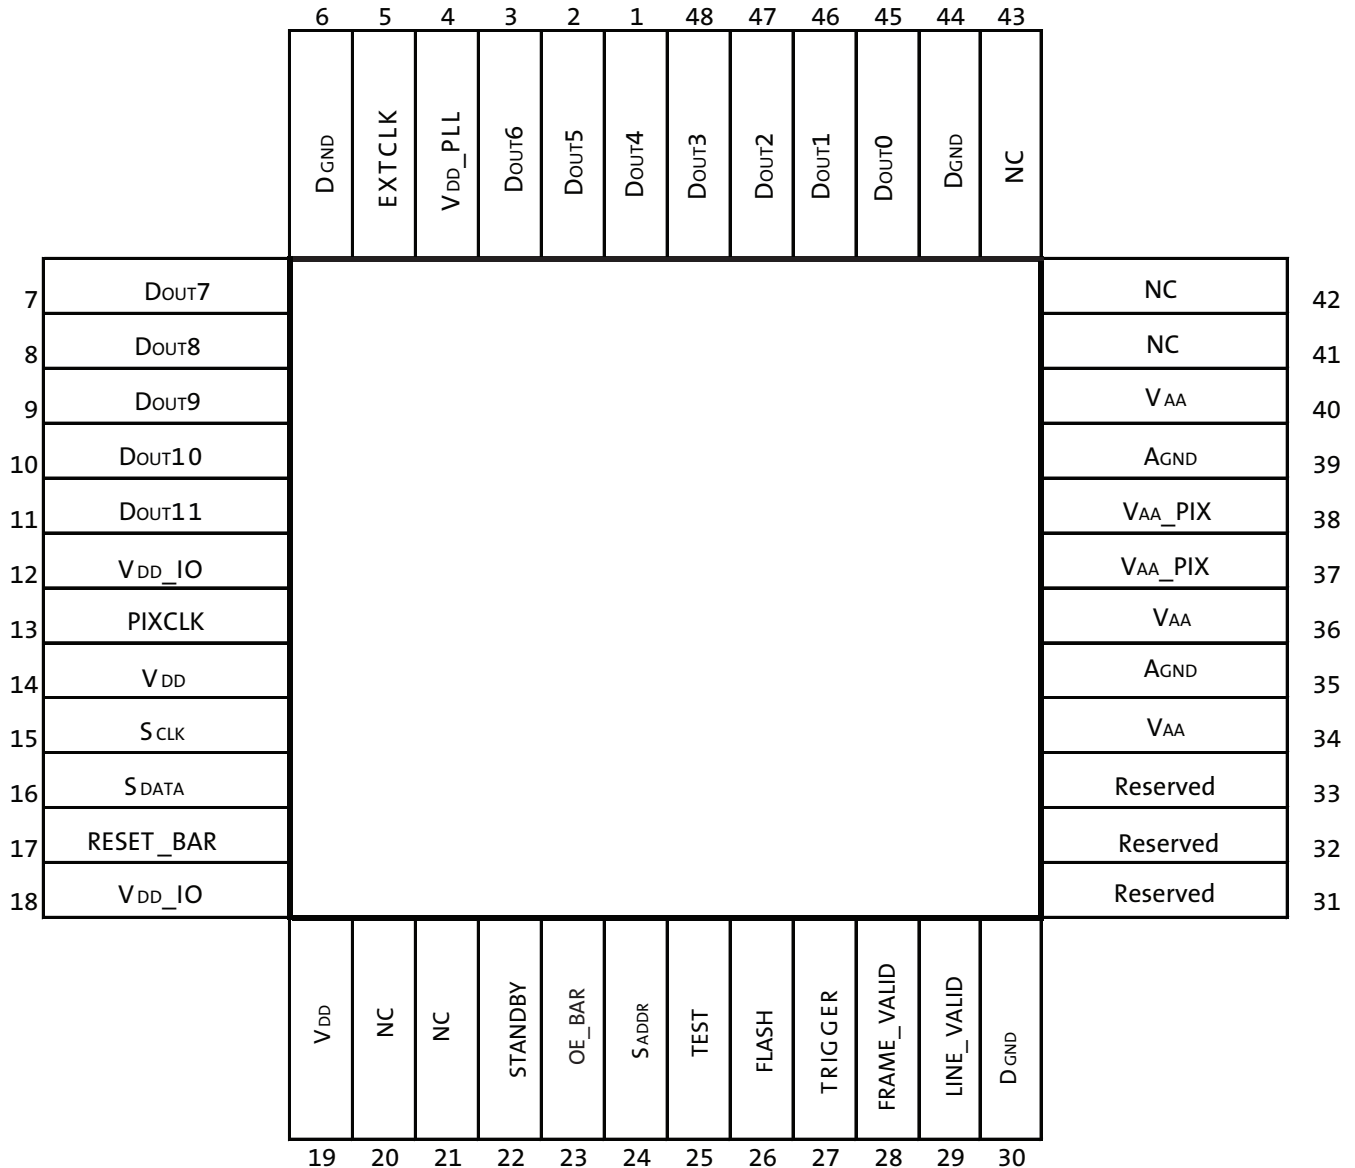 6 5 4 3 2 1 48 47 46 45 44 43
DGND
EXTCLK
VDD_PLL
DOUT6
DOUT5
DOUT4
DOUT3
DOUT2
DOUT1
DOUT0
DGND
NC
7 DOUT7
8 DOUT8
9 DOUT9
10 DOUT10
11 DOUT11
12 VDD_IO
13 PIXCLK
14 VDD
15 SCLK
16 SDATA
17 RESET_BAR
18 VDD_IO
NC 42
NC 41
VAA 40
AGND 39
VAA_PIX 38
VAA_PIX 37
VAA 36
AGND 35
VAA 34
Reserved 33
Reserved 32
Reserved 31
VDD
NC
NC
STANDBY
OE_BAR
SADDR
TEST
FLASH
TRIGGER
FRAME_VALID
LINE_VALID
DGND
19 20 21 22 23 24 25 26 27 28 29 30